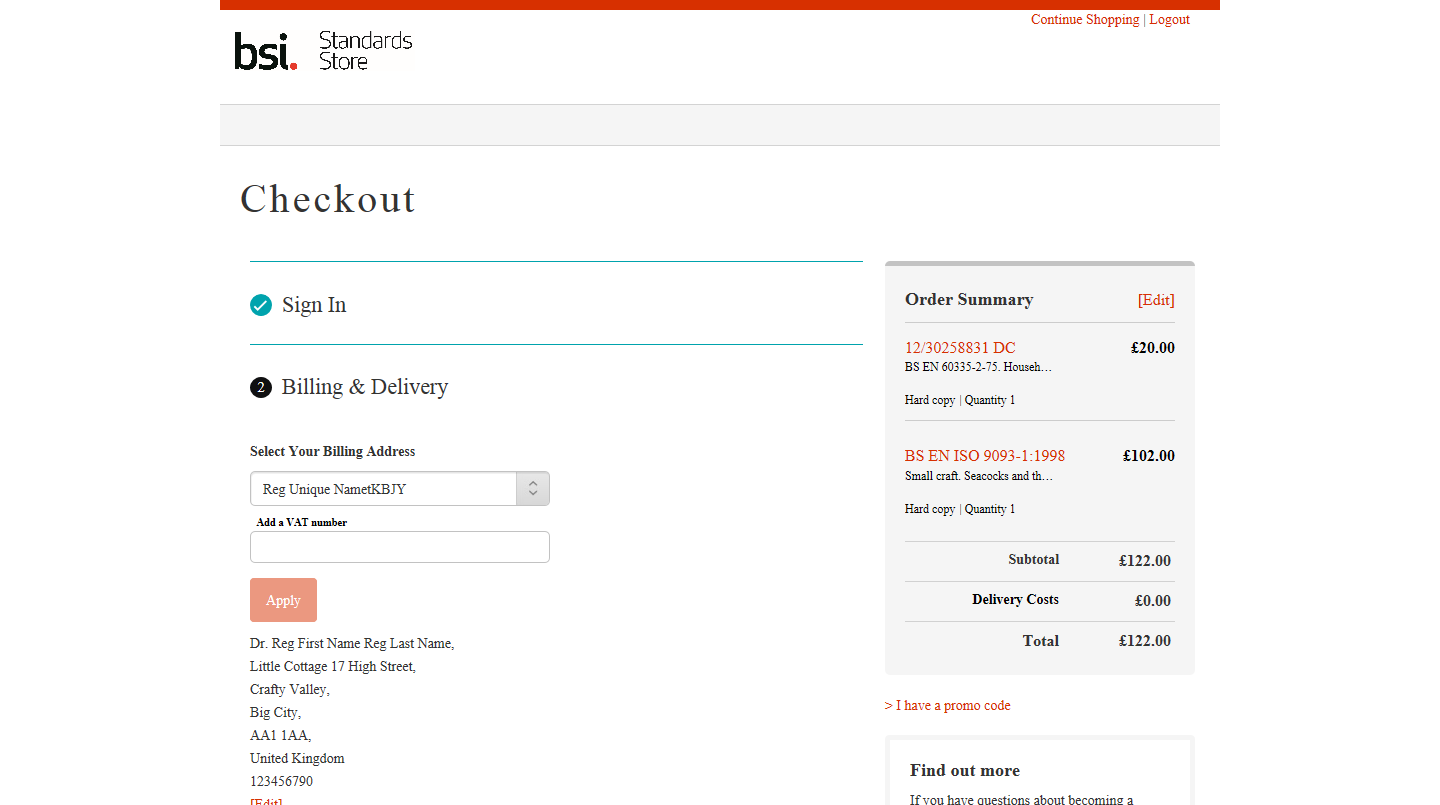 Continue Shopping | Logout
bsi. Standards
Store
Checkout
Sign In
2 Billing & Delivery
Select Your Billing Address
Reg Unique NametKBJY
Add a VAT number
Apply
Dr. Reg First Name Reg Last Name,
Little Cottage 17 High Street,
Crafty Valley,
Big City,
AA1 1AA,
United Kingdom
123456790
[Edit]
Order Summary [Edit]
12/30258831 DC £20.00
BS EN 60335-2-75. Househ…
Hard copy | Quantity 1
BS EN ISO 9093-1:1998 £102.00
Small craft. Seacocks and th…
Hard copy | Quantity 1
Subtotal £122.00
Delivery Costs £0.00
Total £122.00
> I have a promo code
Find out more
If you have questions about becoming a